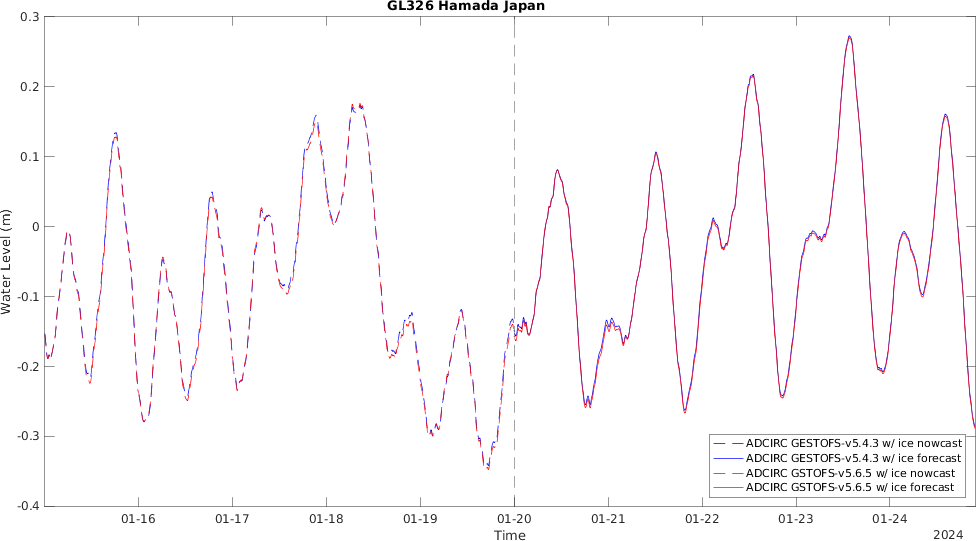 GL326 Hamada Japan
0.3
0.2
0.1
0
-0.1
-0.2
-0.3
-0.4
Water Level (m)
01-16 01-17 01-18 01-19 01-20 01-21 01-22 01-23 01-24
Time
2024
ADCIRC GESTOFS-v5.4.3 w/ ice nowcast
ADCIRC GESTOFS-v5.4.3 w/ ice forecast
ADCIRC GSTOFS-v5.6.5 w/ ice nowcast
ADCIRC GSTOFS-v5.6.5 w/ ice forecast